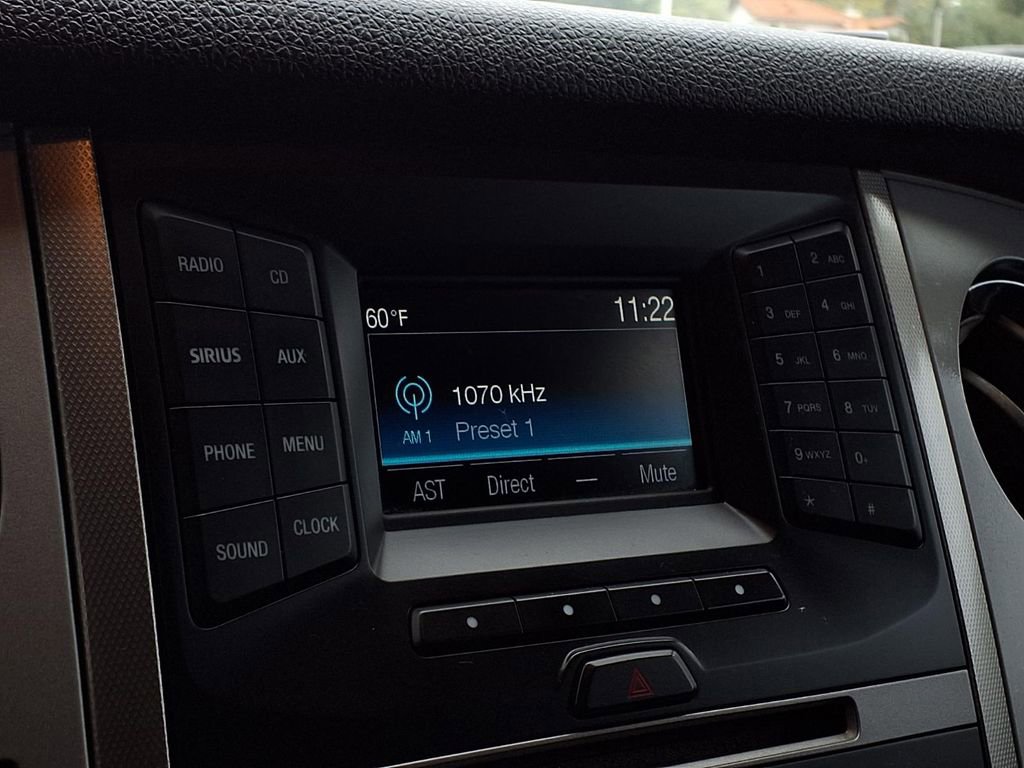 RADIO CD
SIRIUS AUX
PHONE MENU
SOUND CLOCK
60°F 11:22
1070 kHz
AM 1 Preset 1
AST Direct — Mute
1 2 ABC
3 DEF 4 GHI
5 JKL 6 MNO
7 PQRS 8 TUV
9 WXYZ 0+
* #